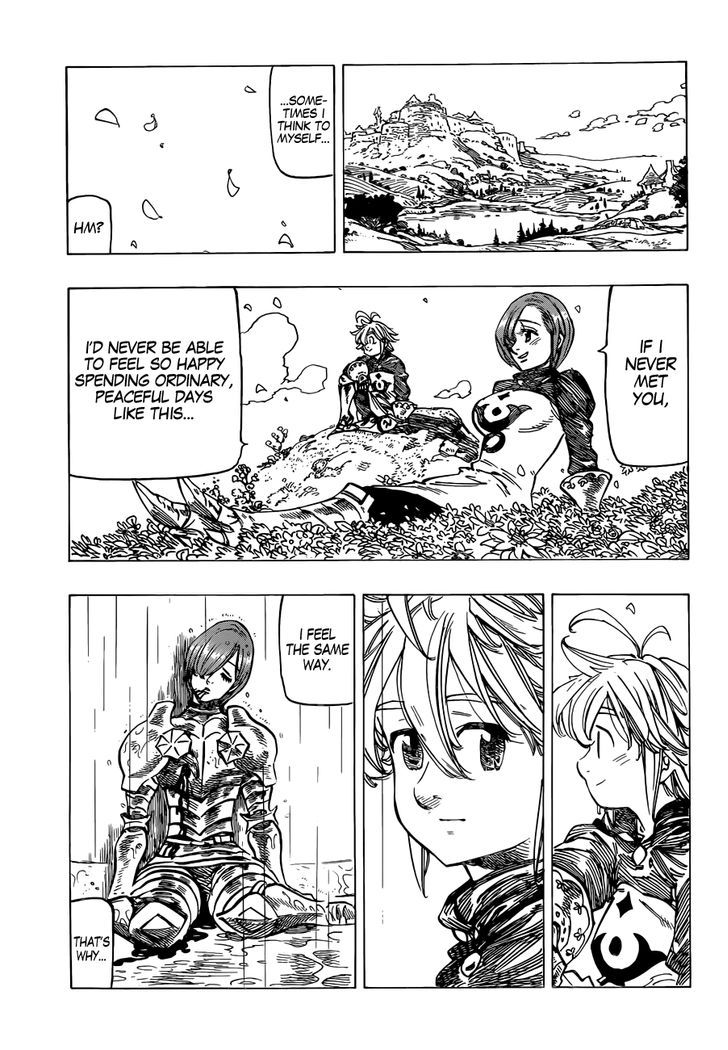 ...SOME-
TIMES I
THINK TO
MYSELF...
HM?
IF I
NEVER
MET
YOU,
I'D NEVER BE ABLE
TO FEEL SO HAPPY
SPENDING ORDINARY,
PEACEFUL DAYS
LIKE THIS...
I FEEL
THE SAME
WAY.
THAT'S
WHY...